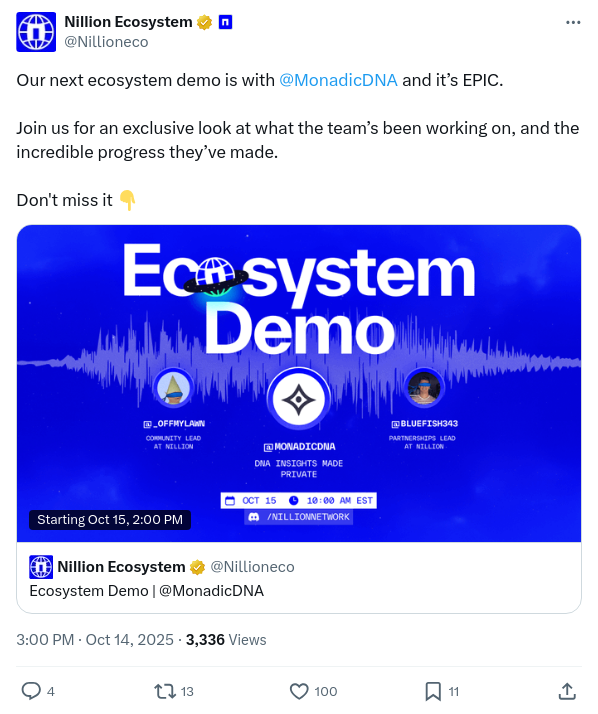 Nillion Ecosystem
@Nillioneco
Our next ecosystem demo is with @MonadicDNA and it's EPIC.
Join us for an exclusive look at what the team's been working on, and the
incredible progress they've made.
Don't miss it 👇
Ecosystem
Demo
@_OFFMYLAWN
COMMUNITY LEAD
AT NILLION
@MONADICDNA
DNA INSIGHTS MADE
PRIVATE
@BLUEFISH343
PARTNERSHIPS LEAD
AT NILLION
OCT 15 10:00 AM EST
/NILLIONNETWORK
Starting Oct 15, 2:00 PM
Nillion Ecosystem @Nillioneco
Ecosystem Demo | @MonadicDNA
3:00 PM · Oct 14, 2025 · 3,336 Views
4 13 100 11